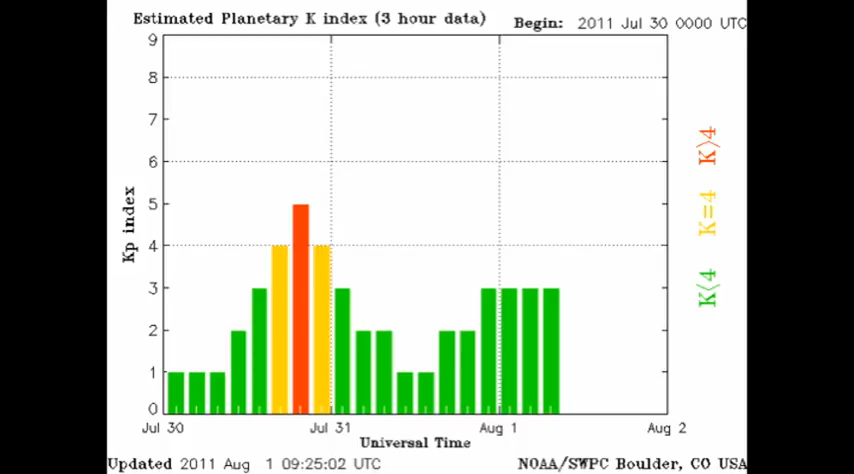 Estimated Planetary K index (3 hour data)
Begin: 2011 Jul 30 0000 UTC
9
8
7
6
5
4
3
2
1
0
Kp index
K>4
K=4
K<4
Jul 30
Jul 31
Aug 1
Aug 2
Universal Time
Updated 2011 Aug 1 09:25:02 UTC
NOAA/SWPC Boulder, CO USA